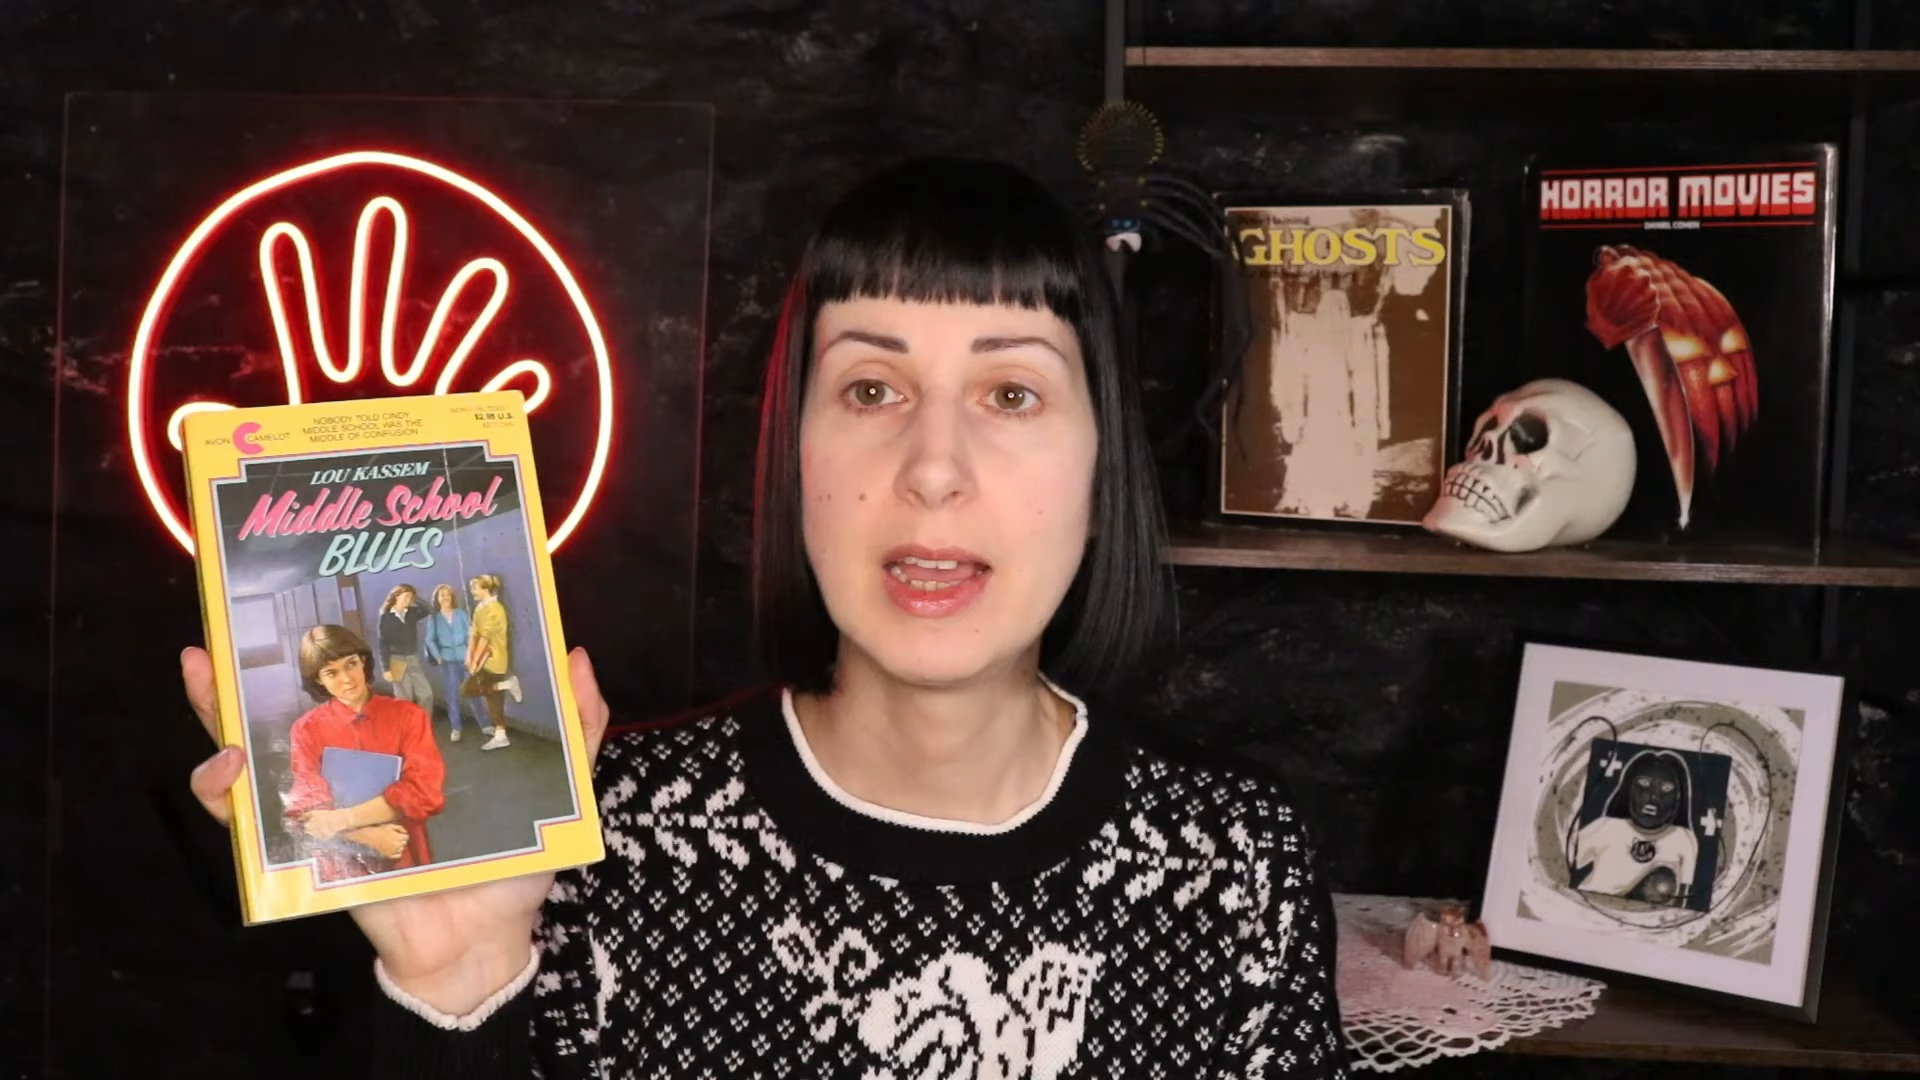 NOBODY TOLD CINDY
MIDDLE SCHOOL WAS THE
MIDDLE OF CONFUSION
AVON CAMELOT
$2.95 U.S.
LOU KASSEM
Middle School
BLUES
GHOSTS
HORROR MOVIES
DANIEL COHEN